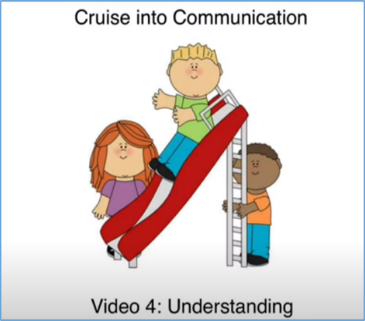 Cruise into Communication
Video 4: Understanding